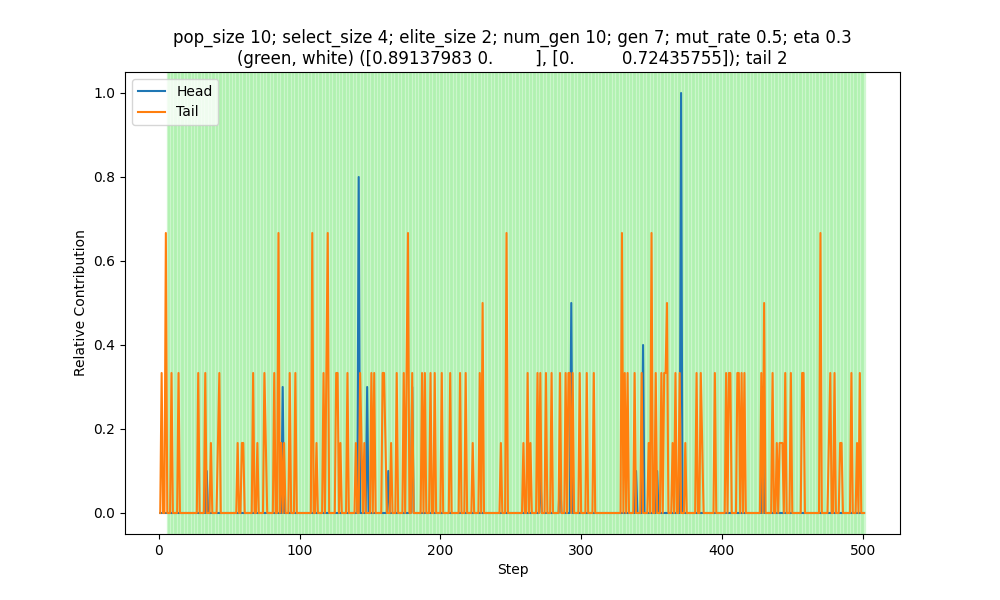 pop_size 10; select_size 4; elite_size 2; num_gen 10; gen 7; mut_rate 0.5; eta 0.3
(green, white) ([0.89137983 0.        ], [0.         0.72435755]); tail 2
Head
Tail
1.0
0.8
0.6
0.4
0.2
0.0
Relative Contribution
0
100
200
300
400
500
Step